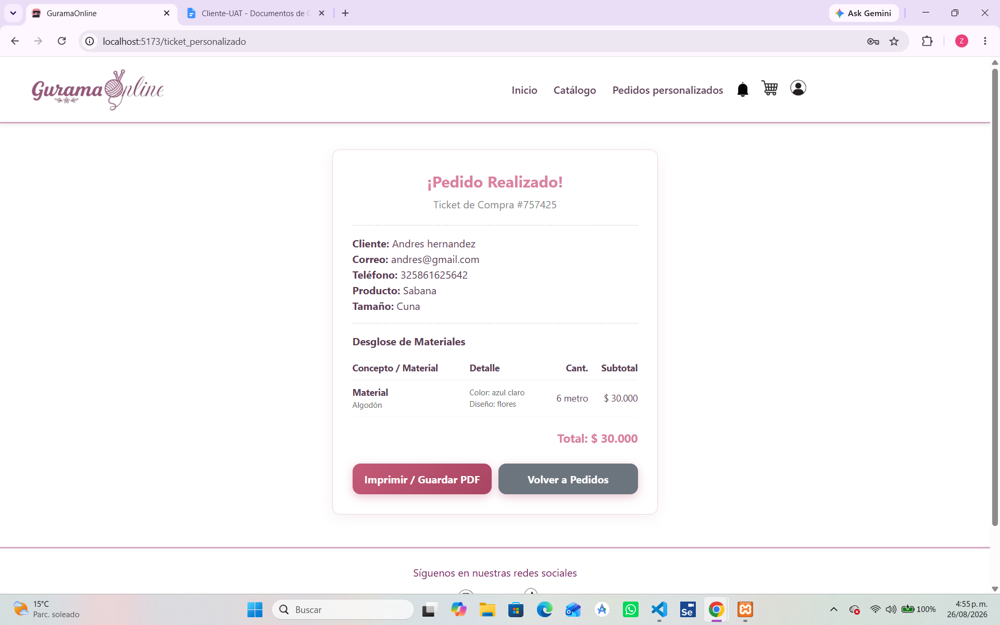 GuramaOnline
Cliente-UAT - Documentos de
Ask Gemini
localhost:5173/ticket_personalizado
Z
GuramaOnline
Inicio
Catálogo
Pedidos personalizados
¡Pedido Realizado!
Ticket de Compra #757425
Cliente: Andres hernandez
Correo: andres@gmail.com
Teléfono: 325861625642
Producto: Sabana
Tamaño: Cuna
Desglose de Materiales
Concepto / Material Detalle Cant. Subtotal
Material
Algodón
Color: azul claro
Diseño: flores
6 metro
$ 30.000
Total: $ 30.000
Imprimir / Guardar PDF
Volver a Pedidos
Síguenos en nuestras redes sociales
15°C
Parc. soleado
Buscar
Se
100%
4:55 p. m.
26/08/2026